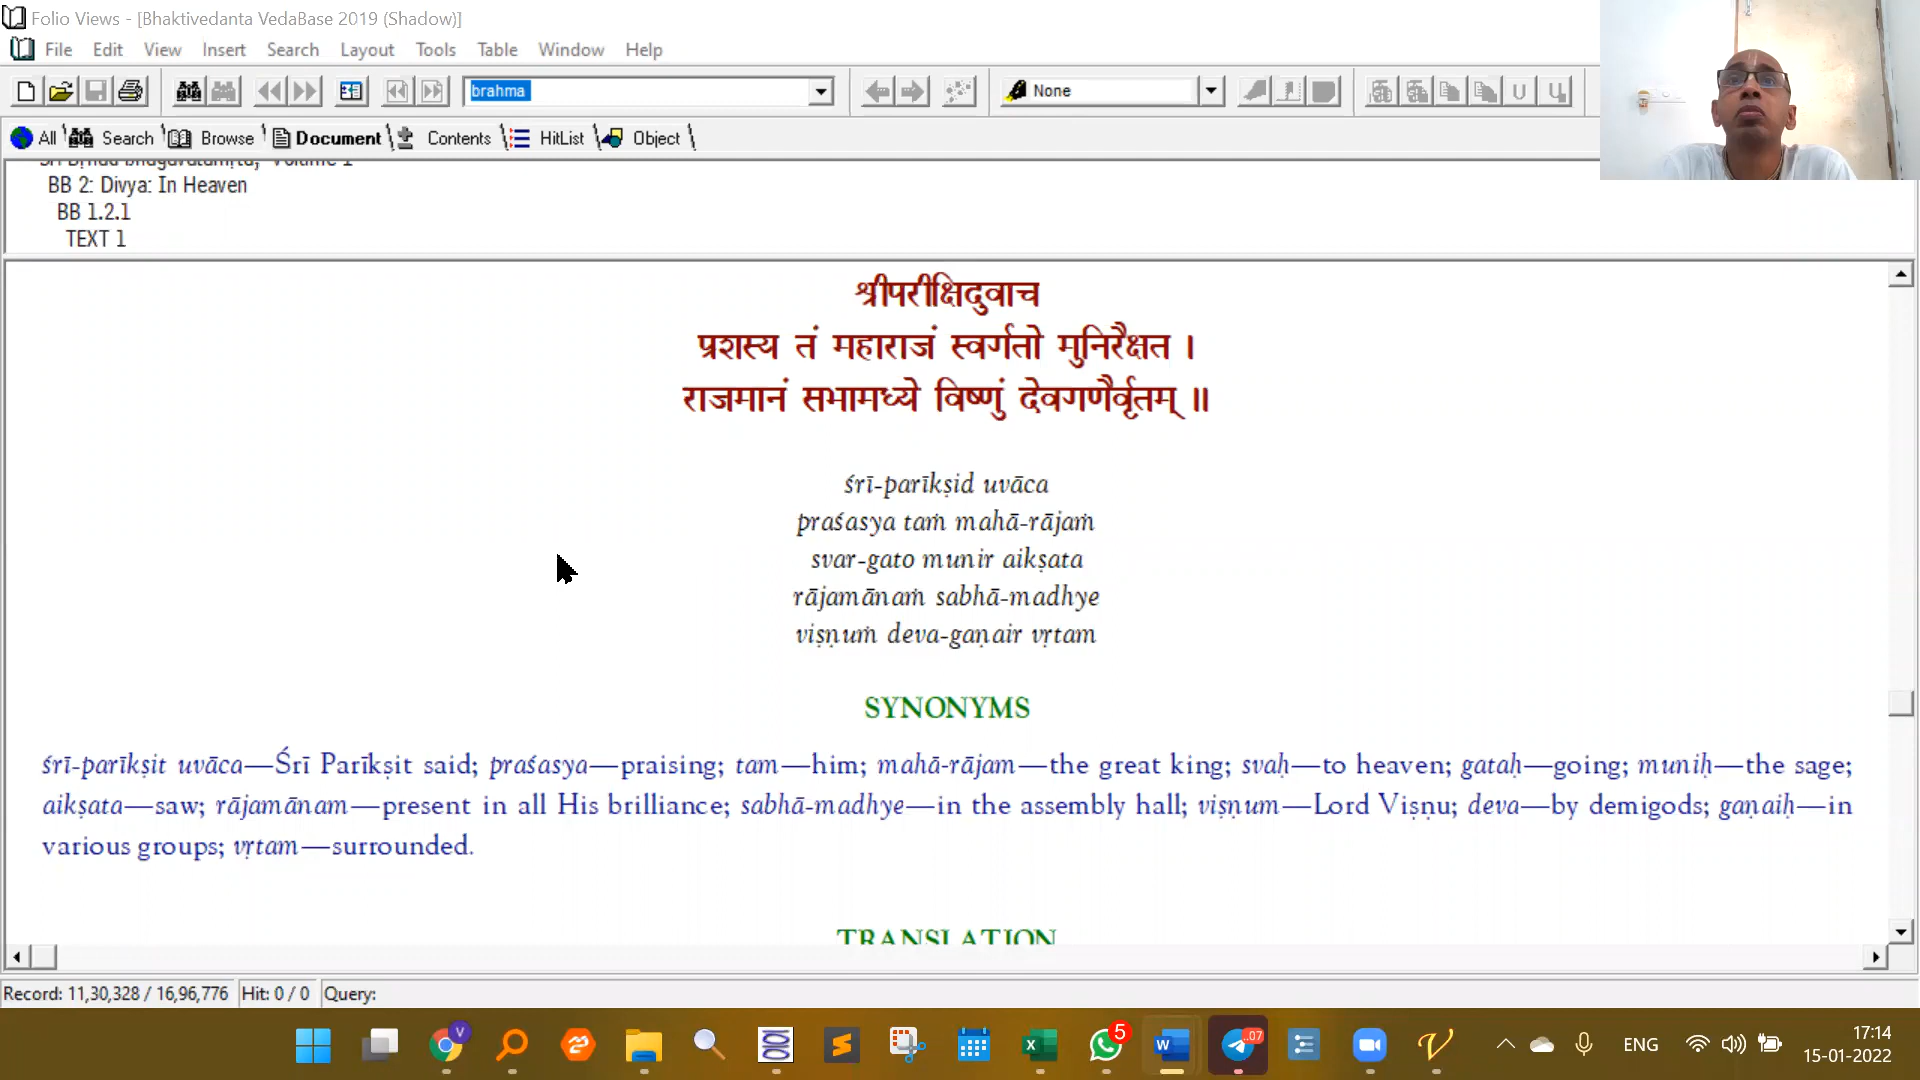 Folio Views - [Bhaktivedanta VedaBase 2019 (Shadow)]
File Edit View Insert Search Layout Tools Table Window Help
brahma None
All Search Browse Document Contents HitList Object
BB 2: Divya: In Heaven
BB 1.2.1
TEXT 1
श्रीपरीक्षिदुवाच
प्रशस्य तं महाराजं स्वर्गतो मुनिरैक्षत ।
राजमानं सभामध्ये विष्णुं देवगणैर्वृतम् ॥
śrī-parīkṣid uvāca
praśasya taṁ mahā-rājaṁ
svar-gato munir aikṣata
rājamānaṁ sabhā-madhye
viṣṇuṁ deva-gaṇair vṛtam
SYNONYMS
śrī-parīkṣit uvāca—Śrī Parīkṣit said; praśasya—praising; tam—him; mahā-rājam—the great king; svaḥ—to heaven; gataḥ—going; muniḥ—the sage;
aikṣata—saw; rājamānam—present in all His brilliance; sabhā-madhye—in the assembly hall; viṣṇum—Lord Viṣṇu; deva—by demigods; gaṇaiḥ—in
various groups; vṛtam—surrounded.
TRANSLATION
Record: 11,30,328 / 16,96,776 Hit: 0 / 0 Query:
V 5 .07
ENG
17:14
15-01-2022